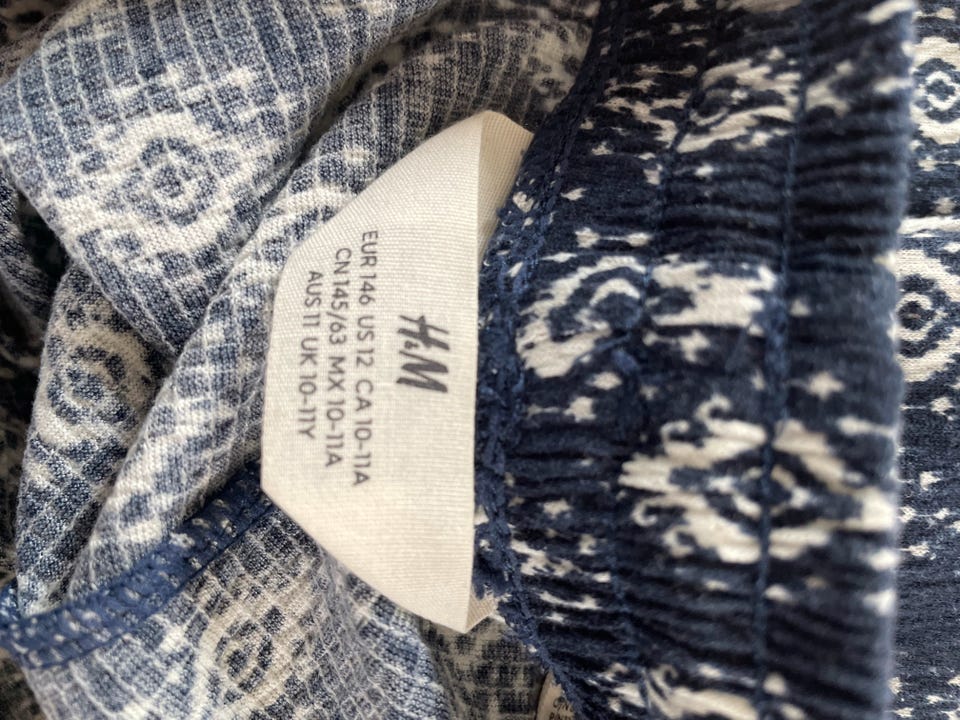 H&M
EUR 146 US 12 CA 10-11A
CN 145/63 MX 10-11A
AUS 11 UK 10-11Y